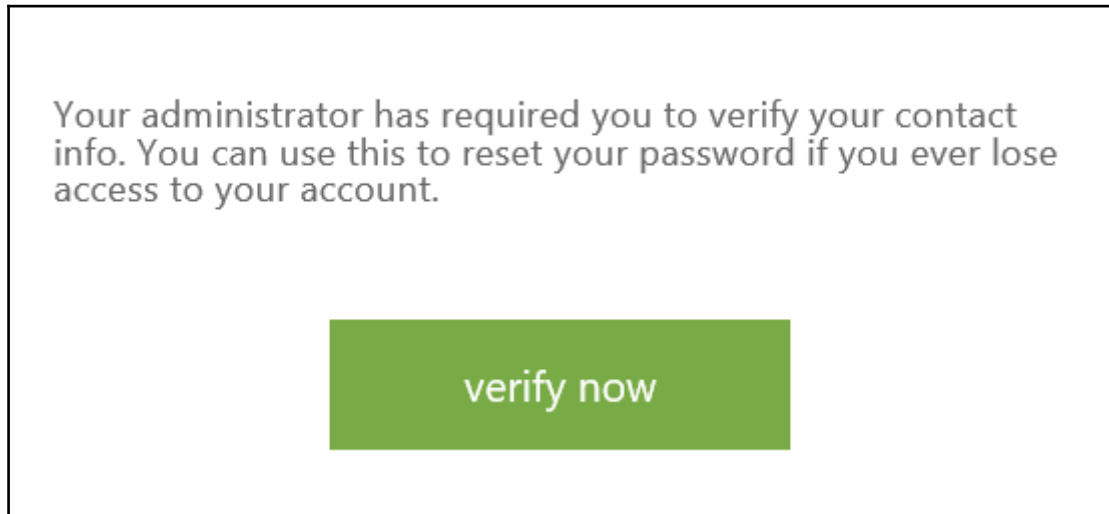 Your administrator has required you to verify your contact
info. You can use this to reset your password if you ever lose
access to your account.
verify now